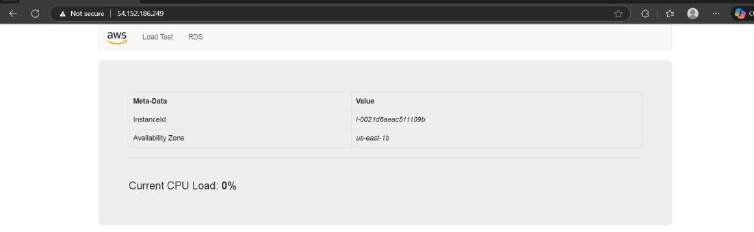 Not secure | 54.152.186.249
aws Load Test RDS
Meta-Data Value
InstanceId i-0021d6aeac511109b
Availability Zone us-east-1b
Current CPU Load: 0%